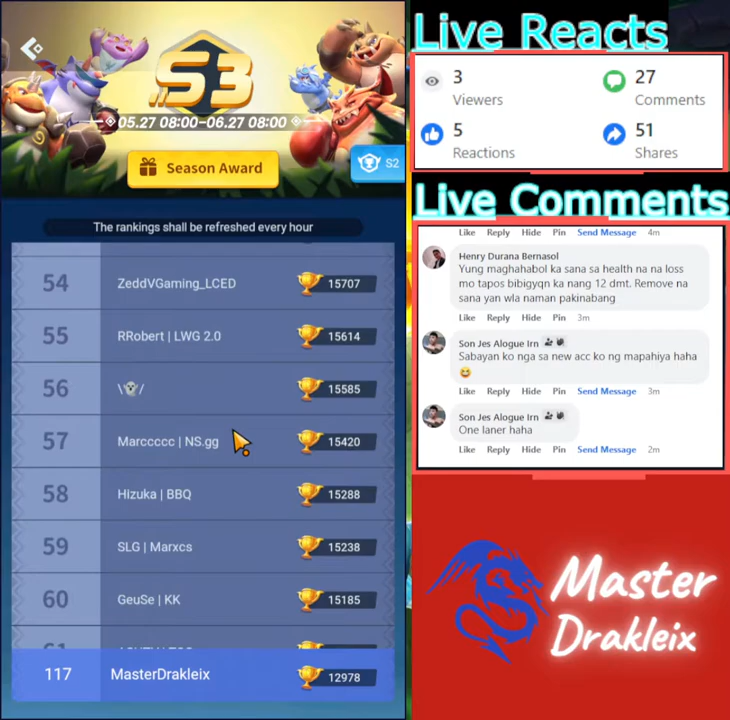 S3
05.27 08:00-06.27 08:00
Season Award
S2
The rankings shall be refreshed every hour
54 ZeddVGaming_LCED 15707
55 RRobert | LWG 2.0 15614
56 \👻/ 15585
57 Marccccc | NS.gg 15420
58 Hizuka | BBQ 15288
59 SLG | Marxcs 15238
60 GeuSe | KK 15185
61
117 MasterDrakleix 12978
Live Reacts
3 Viewers
27 Comments
5 Reactions
51 Shares
Live Comments
Like Reply Hide Pin Send Message 4m
Henry Durana Bernasol
Yung maghahabol ka sana sa health na na loss
mo tapos bibigyqn ka nang 12 dmt. Remove na
sana yan wla naman pakinabang
Like Reply Hide Pin 3m
Son Jes Alogue Irn
Sabayan ko nga sa new acc ko ng mapahiya haha
😆
Like Reply Hide Pin Send Message 3m
Son Jes Alogue Irn
One laner haha
Like Reply Hide Pin Send Message 2m
Master
Drakleix